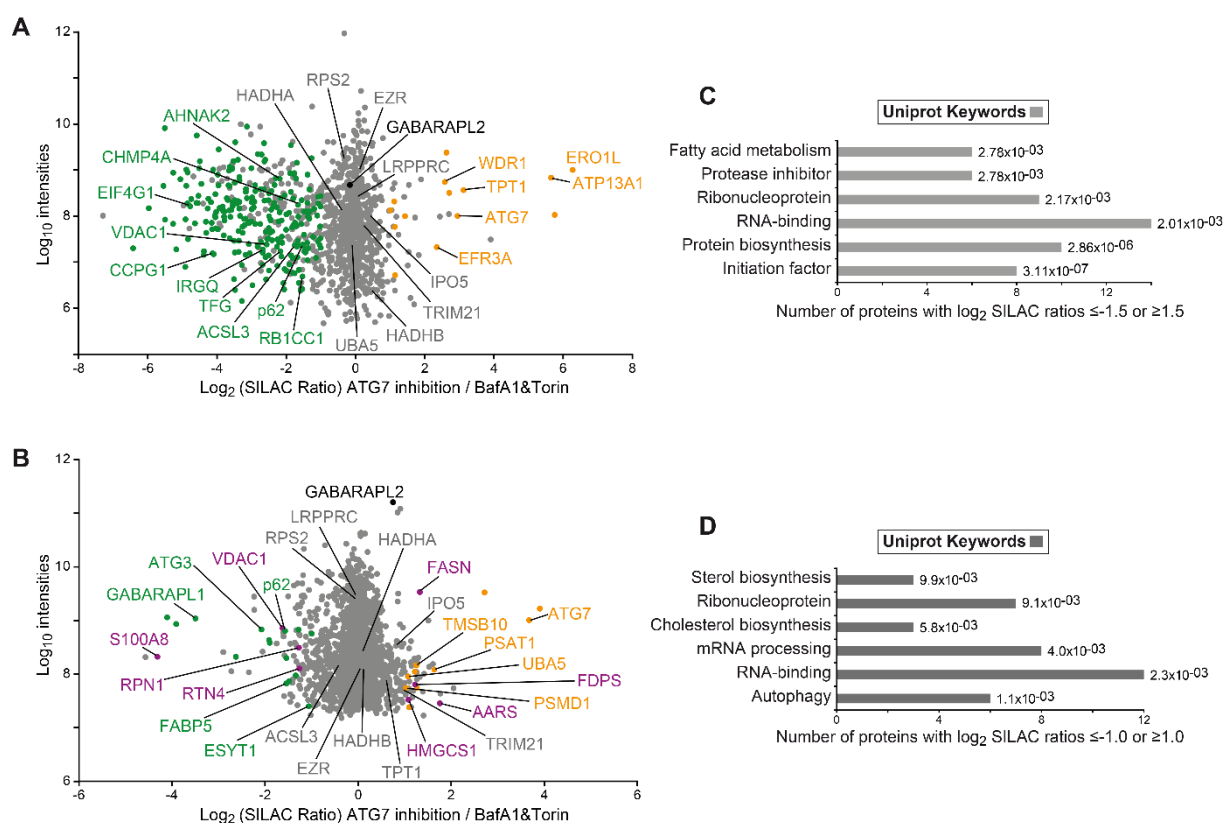 A
Log10 intensities
12
10
8
6
-8
-6
-4
-2
0
2
4
6
8
RPS2
HADHA
EZR
AHNAK2
GABARAPL2
CHMP4A
LRPPRC
WDR1
ERO1L
TPT1
ATP13A1
EIF4G1
ATG7
VDAC1
EFR3A
CCPG1
IPO5
IRGQ
TFG
p62
TRIM21
ACSL3
RB1CC1
HADHB
UBA5
Log2 (SILAC Ratio) ATG7 inhibition / BafA1&Torin
C
Uniprot Keywords
Fatty acid metabolism
2.78x10-03
Protease inhibitor
2.78x10-03
Ribonucleoprotein
2.17x10-03
RNA-binding
2.01x10-03
Protein biosynthesis
2.86x10-06
Initiation factor
3.11x10-07
0
4
8
12
Number of proteins with log2 SILAC ratios ≤-1.5 or ≥1.5
B
Log10 intensities
12
10
8
6
-6
-4
-2
0
2
4
6
GABARAPL2
LRPPRC
RPS2
HADHA
VDAC1
ATG3
p62
FASN
GABARAPL1
IPO5
ATG7
TMSB10
S100A8
PSAT1
UBA5
RPN1
FDPS
RTN4
PSMD1
FABP5
AARS
ESYT1
ACSL3
HADHB
HMGCS1
TRIM21
EZR
TPT1
Log2 (SILAC Ratio) ATG7 inhibition / BafA1&Torin
D
Uniprot Keywords
Sterol biosynthesis
9.9x10-03
Ribonucleoprotein
9.1x10-03
Cholesterol biosynthesis
5.8x10-03
mRNA processing
4.0x10-03
RNA-binding
2.3x10-03
Autophagy
1.1x10-03
0
4
8
12
Number of proteins with log2 SILAC ratios ≤-1.0 or ≥1.0